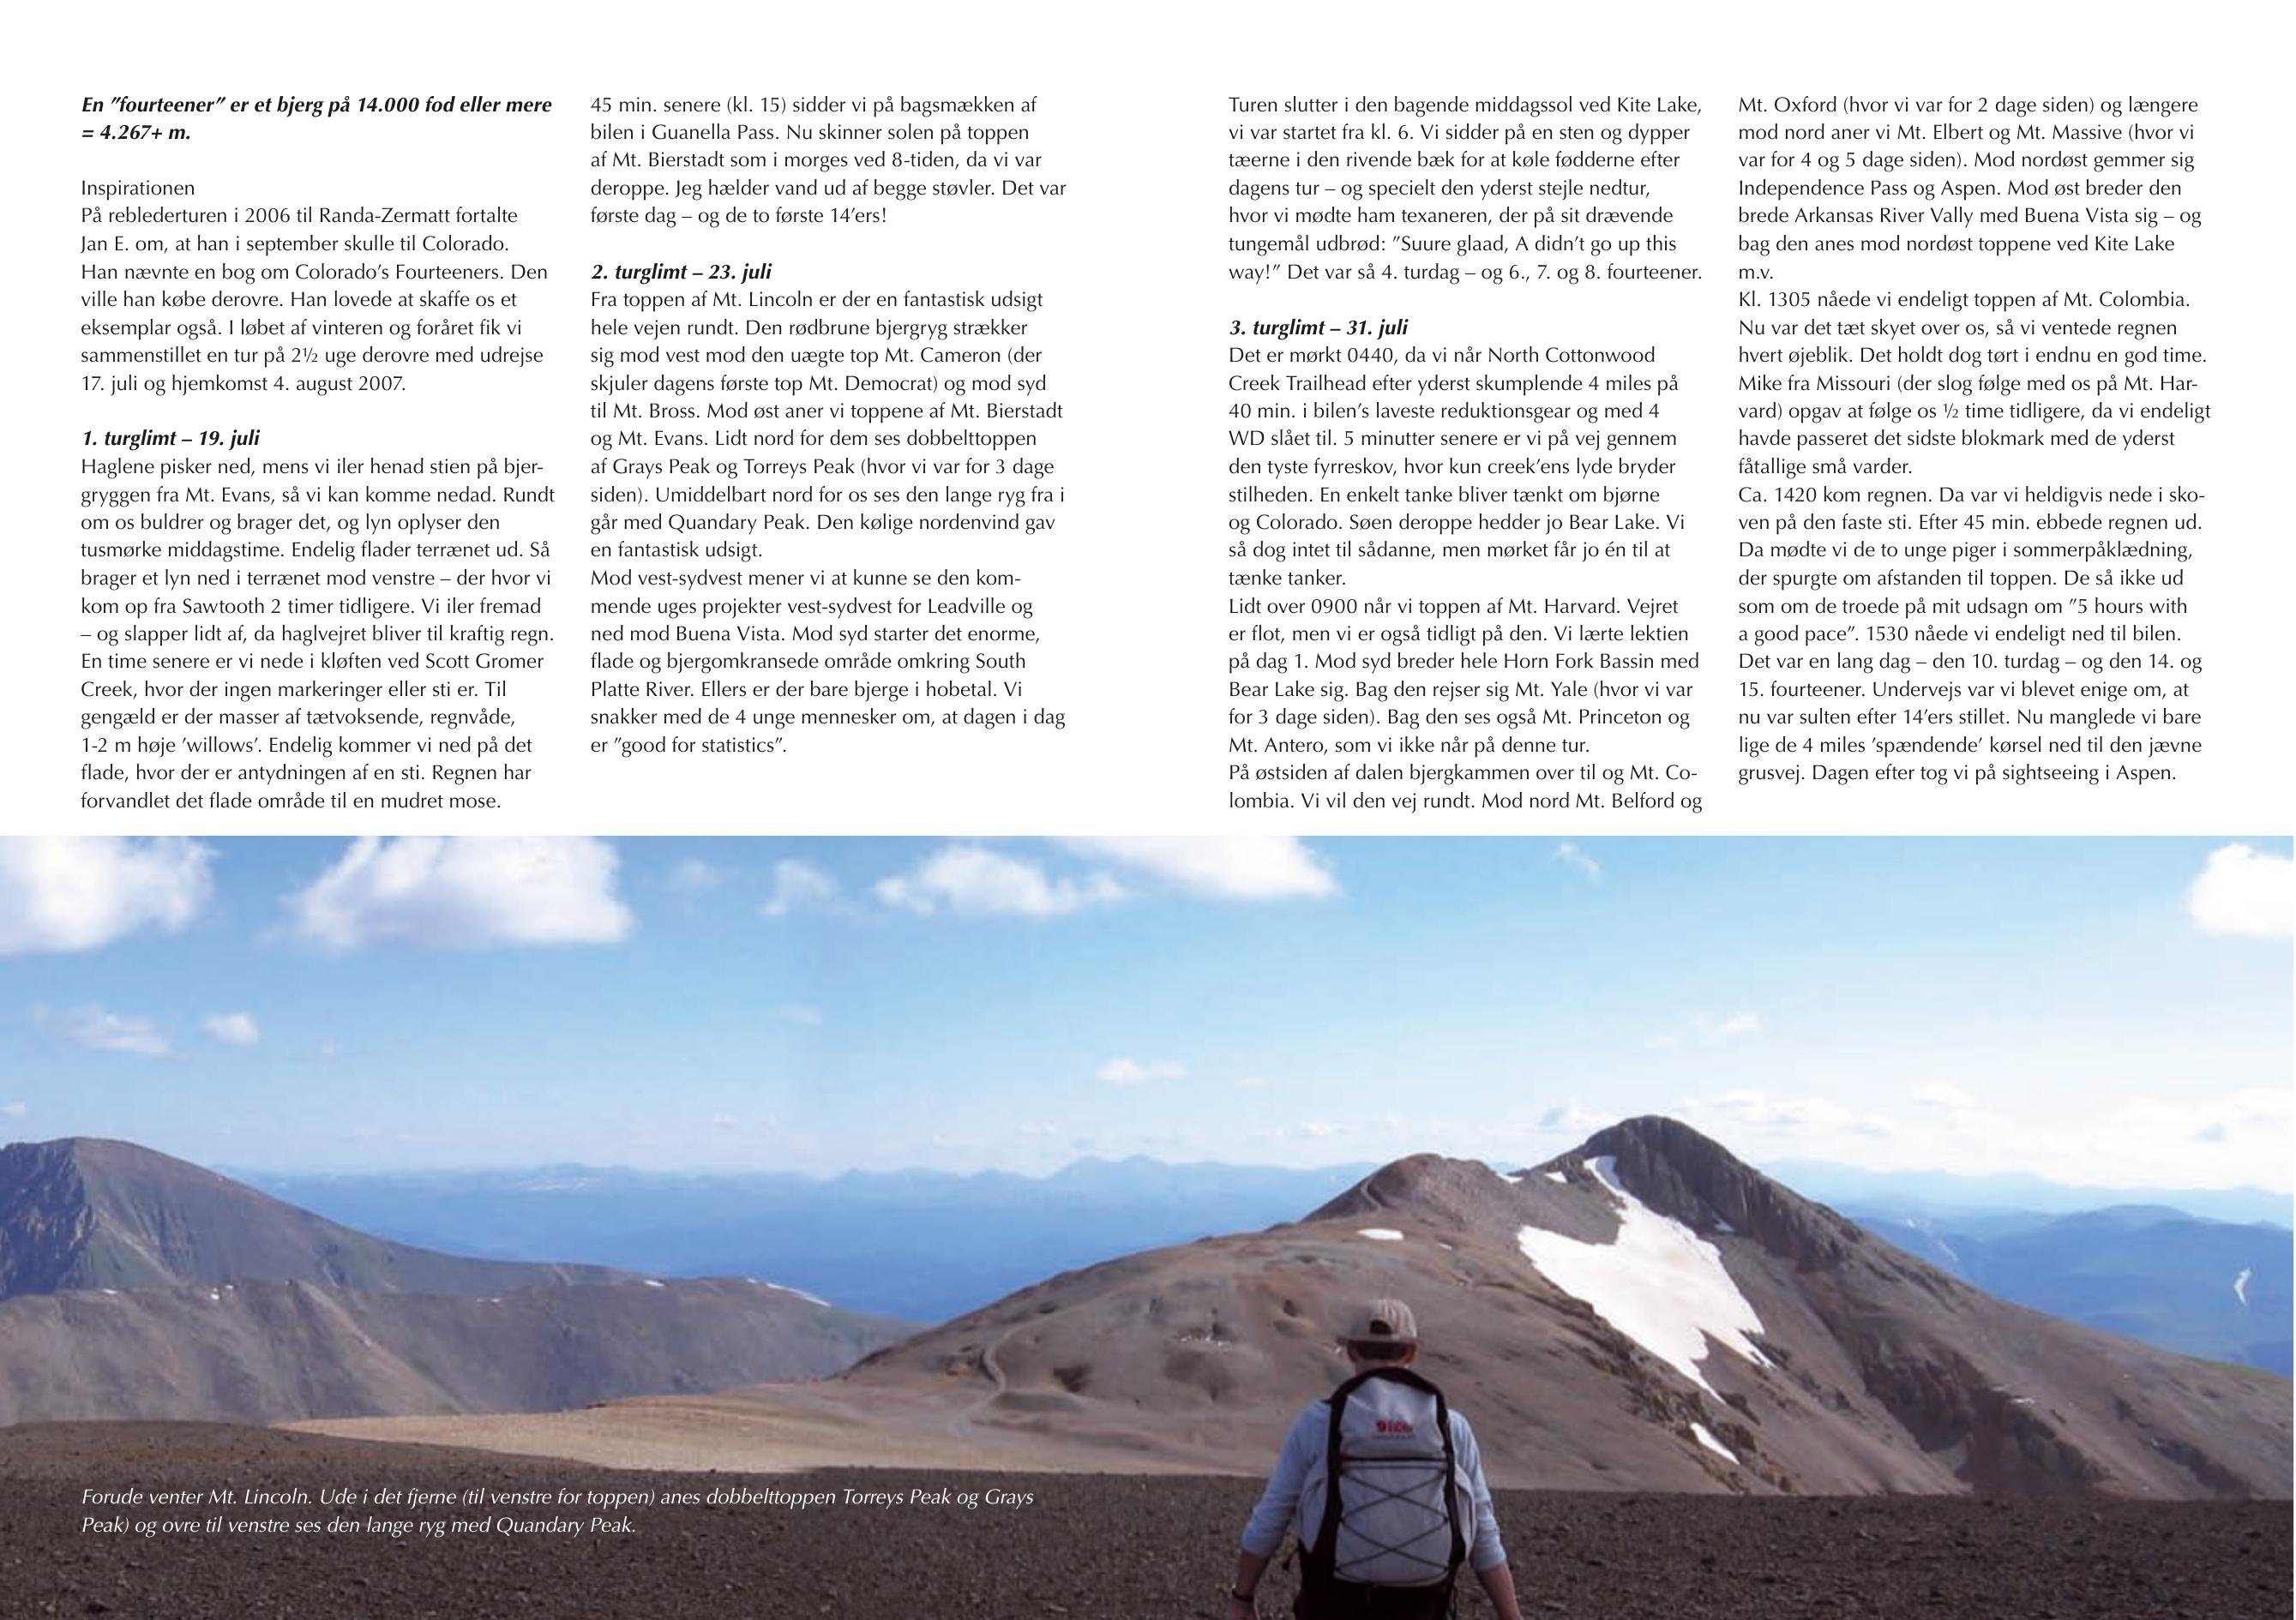 En ”fourteener” er et bjerg på 14.000 fod eller mere
= 4.267+ m.
Inspirationen
På reblederturen i 2006 til Randa-Zermatt fortalte
Jan E. om, at han i september skulle til Colorado.
Han nævnte en bog om Colorado’s Fourteeners. Den
ville han købe derovre. Han lovede at skaffe os et
eksemplar også. I løbet af vinteren og foråret fik vi
sammenstillet en tur på 2½ uge derovre med udrejse
17. juli og hjemkomst 4. august 2007.
1. turglimt – 19. juli
Haglene pisker ned, mens vi iler henad stien på bjer-
gryggen fra Mt. Evans, så vi kan komme nedad. Rundt
om os buldrer og brager det, og lyn oplyser den
tusmørke middagstime. Endelig flader terrænet ud. Så
brager et lyn ned i terrænet mod venstre – der hvor vi
kom op fra Sawtooth 2 timer tidligere. Vi iler fremad
– og slapper lidt af, da haglvejret bliver til kraftig regn.
En time senere er vi nede i kløften ved Scott Gromer
Creek, hvor der ingen markeringer eller sti er. Til
gengæld er der masser af tætvoksende, regnvåde,
1-2 m høje ’willows’. Endelig kommer vi ned på det
flade, hvor der er antydningen af en sti. Regnen har
forvandlet det flade område til en mudret mose.
45 min. senere (kl. 15) sidder vi på bagsmækken af
bilen i Guanella Pass. Nu skinner solen på toppen
af Mt. Bierstadt som i morges ved 8-tiden, da vi var
deroppe. Jeg hælder vand ud af begge støvler. Det var
første dag – og de to første 14’ers!
2. turglimt – 23. juli
Fra toppen af Mt. Lincoln er der en fantastisk udsigt
hele vejen rundt. Den rødbrune bjergryg strækker
sig mod vest mod den uægte top Mt. Cameron (der
skjuler dagens første top Mt. Democrat) og mod syd
til Mt. Bross. Mod øst aner vi toppene af Mt. Bierstadt
og Mt. Evans. Lidt nord for dem ses dobbelttoppen
af Grays Peak og Torreys Peak (hvor vi var for 3 dage
siden). Umiddelbart nord for os ses den lange ryg fra i
går med Quandary Peak. Den kølige nordenvind gav
en fantastisk udsigt.
Mod vest-sydvest mener vi at kunne se den kom-
mende uges projekter vest-sydvest for Leadville og
ned mod Buena Vista. Mod syd starter det enorme,
flade og bjergomkransede område omkring South
Platte River. Ellers er der bare bjerge i hobetal. Vi
snakker med de 4 unge mennesker om, at dagen i dag
er ”good for statistics”.
Turen slutter i den bagende middagssol ved Kite Lake,
vi var startet fra kl. 6. Vi sidder på en sten og dypper
tæerne i den rivende bæk for at køle fødderne efter
dagens tur – og specielt den yderst stejle nedtur,
hvor vi mødte ham texaneren, der på sit drævende
tungemål udbrød: ”Suure glaad, A didn’t go up this
way!” Det var så 4. turdag – og 6., 7. og 8. fourteener.
3. turglimt – 31. juli
Det er mørkt 0440, da vi når North Cottonwood
Creek Trailhead efter yderst skumplende 4 miles på
40 min. i bilen’s laveste reduktionsgear og med 4
WD slået til. 5 minutter senere er vi på vej gennem
den tyste fyrreskov, hvor kun creek’ens lyde bryder
stilheden. En enkelt tanke bliver tænkt om bjørne
og Colorado. Søen deroppe hedder jo Bear Lake. Vi
så dog intet til sådanne, men mørket får jo én til at
tænke tanker.
Lidt over 0900 når vi toppen af Mt. Harvard. Vejret
er flot, men vi er også tidligt på den. Vi lærte lektien
på dag 1. Mod syd breder hele Horn Fork Bassin med
Bear Lake sig. Bag den rejser sig Mt. Yale (hvor vi var
for 3 dage siden). Bag den ses også Mt. Princeton og
Mt. Antero, som vi ikke når på denne tur.
På østsiden af dalen bjergkammen over til og Mt. Co-
lombia. Vi vil den vej rundt. Mod nord Mt. Belford og
Mt. Oxford (hvor vi var for 2 dage siden) og længere
mod nord aner vi Mt. Elbert og Mt. Massive (hvor vi
var for 4 og 5 dage siden). Mod nordøst gemmer sig
Independence Pass og Aspen. Mod øst breder den
brede Arkansas River Vally med Buena Vista sig – og
bag den anes mod nordøst toppene ved Kite Lake
m.v.
Kl. 1305 nåede vi endeligt toppen af Mt. Colombia.
Nu var det tæt skyet over os, så vi ventede regnen
hvert øjeblik. Det holdt dog tørt i endnu en god time.
Mike fra Missouri (der slog følge med os på Mt. Har-
vard) opgav at følge os ½ time tidligere, da vi endeligt
havde passeret det sidste blokmark med de yderst
fåtallige små varder.
Ca. 1420 kom regnen. Da var vi heldigvis nede i sko-
ven på den faste sti. Efter 45 min. ebbede regnen ud.
Da mødte vi de to unge piger i sommerpåklædning,
der spurgte om afstanden til toppen. De så ikke ud
som om de troede på mit udsagn om ”5 hours with
a good pace”. 1530 nåede vi endeligt ned til bilen.
Det var en lang dag – den 10. turdag – og den 14. og
15. fourteener. Undervejs var vi blevet enige om, at
nu var sulten efter 14’ers stillet. Nu manglede vi bare
lige de 4 miles ’spændende’ kørsel ned til den jævne
grusvej. Dagen efter tog vi på sightseeing i Aspen.
Forude venter Mt. Lincoln. Ude i det fjerne (til venstre for toppen) anes dobbelttoppen Torreys Peak og Grays
Peak) og ovre til venstre ses den lange ryg med Quandary Peak.